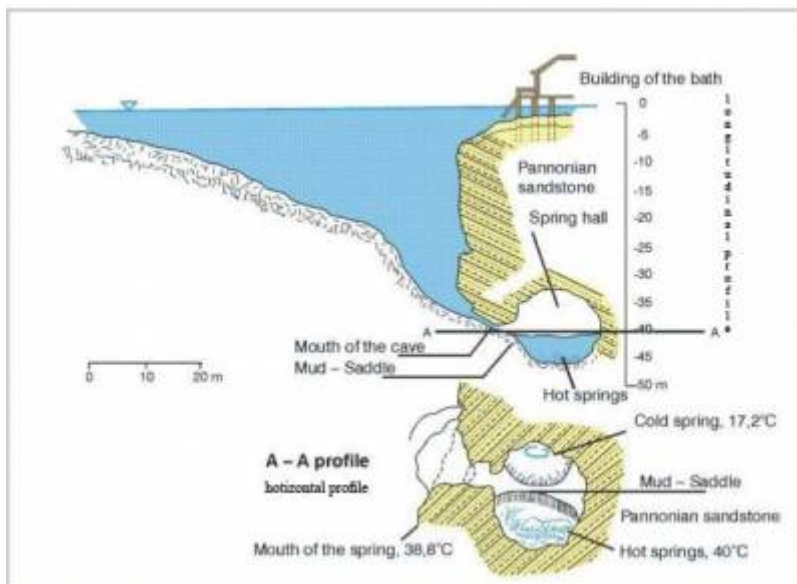 Building of the bath
0
-5
-10
-15
-20
-25
-30
-35
-40
-45
-50 m
longitudinal profile
Pannonian
sandstone
Spring hall
A
A
Mouth of the cave
Mud – Saddle
0 10 20 m
Hot springs
Cold spring, 17,2°C
A – A profile
hotizontal profile
Mud – Saddle
Pannonian sandstone
Mouth of the spring, 38,8°C
Hot springs, 40°C